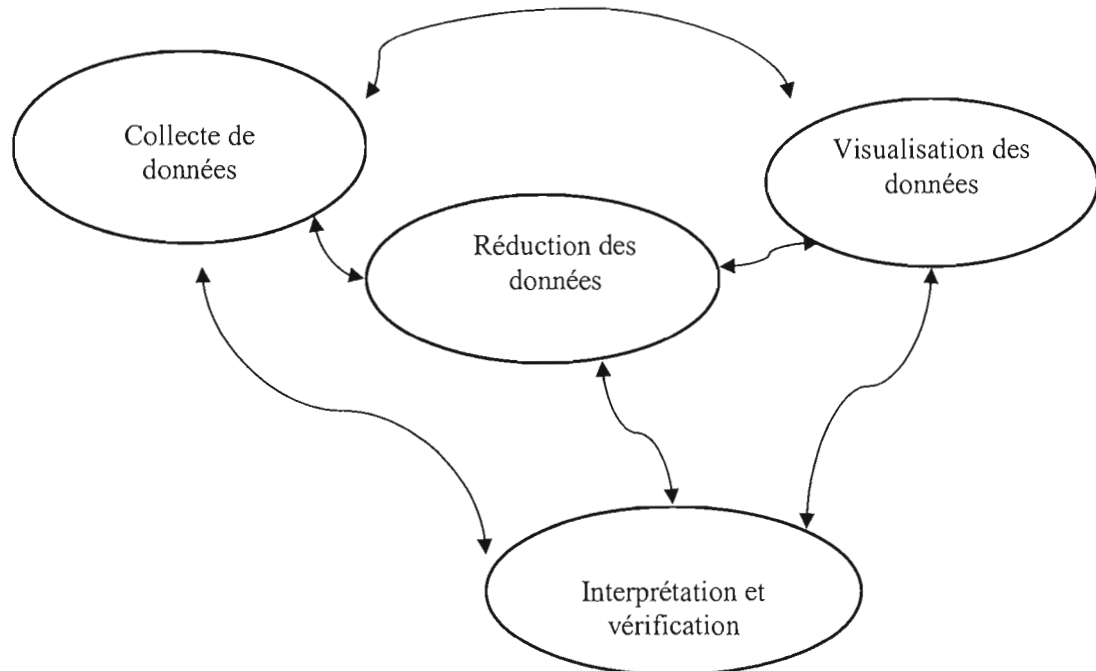 Collecte de
données
Visualisation des
données
Réduction des
données
Interprétation et
vérification